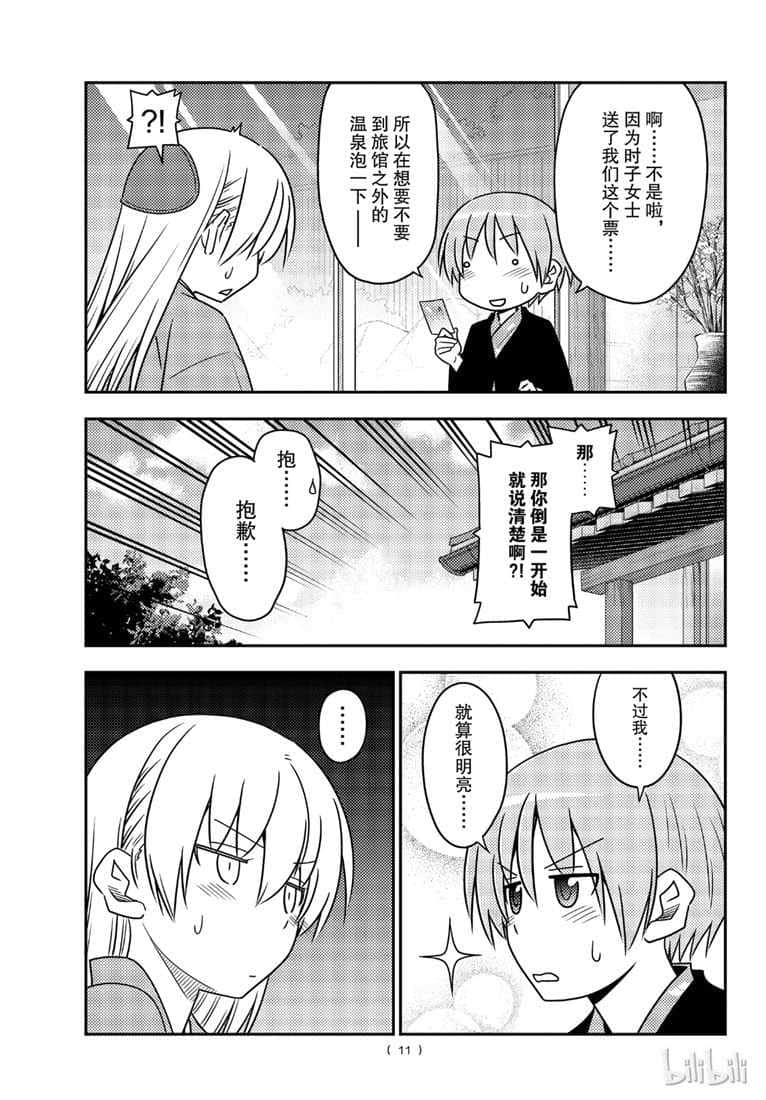 啊……不是啦，
因为时子女士
送了我们这个票……
所以在想要不要
到旅馆之外的
温泉泡一下——
?!
那……
那你倒是一开始
就说清楚啊?!
抱……
抱歉……
不过我……
就算很明亮……
……
( 11 )
bilibili